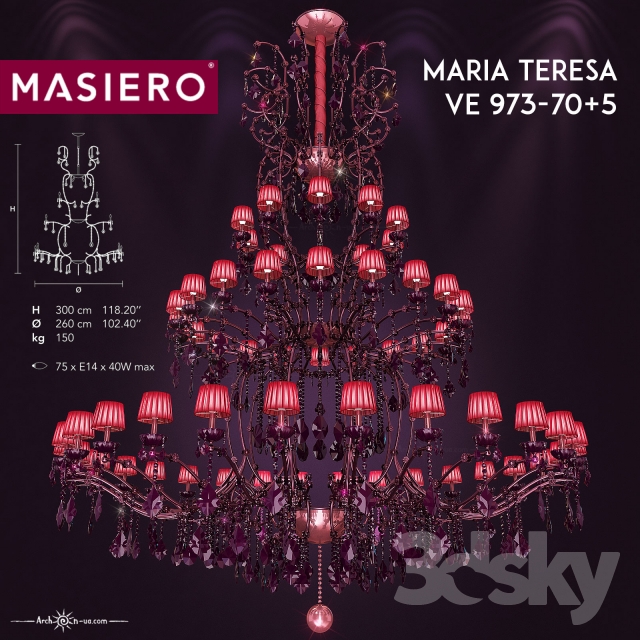 MASIERO®
MARIA TERESA
VE 973-70+5
H
Ø
H 300 cm 118.20''
Ø 260 cm 102.40''
kg 150
75 x E14 x 40W max
3dsky
Arch n-ua.com